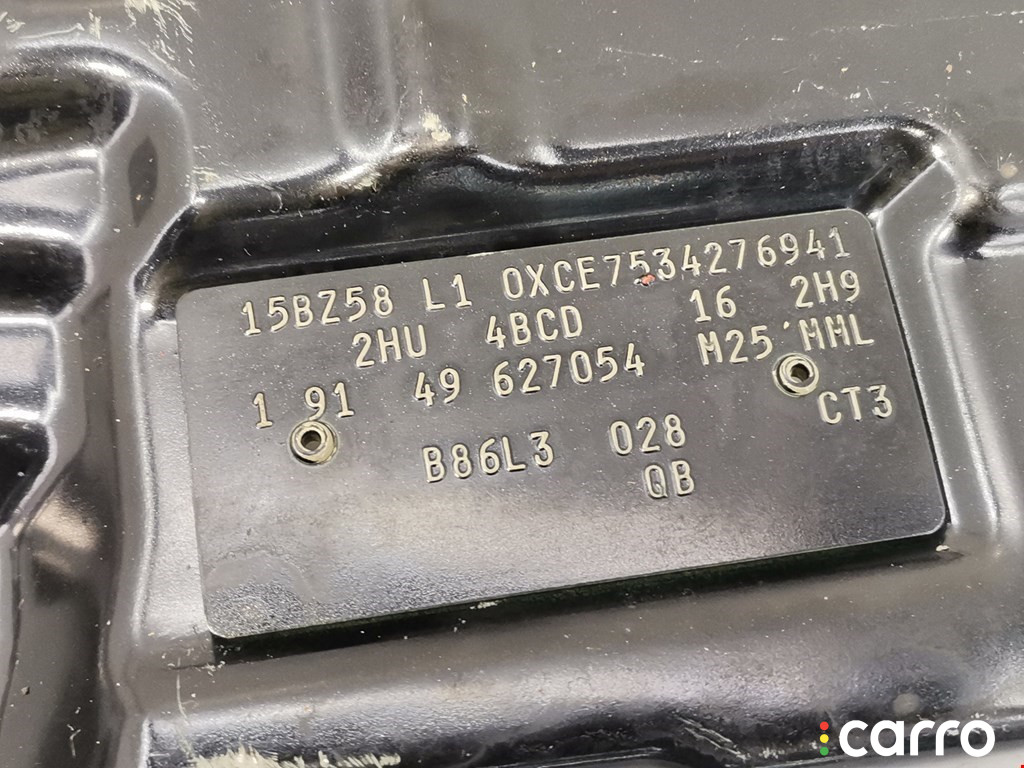 15BZ58 L1 0XCE7534276941
2HU 4BCD 16 2H9
1 91 49 627054 M25 MML
CT3
B86L3 028
QB
carro